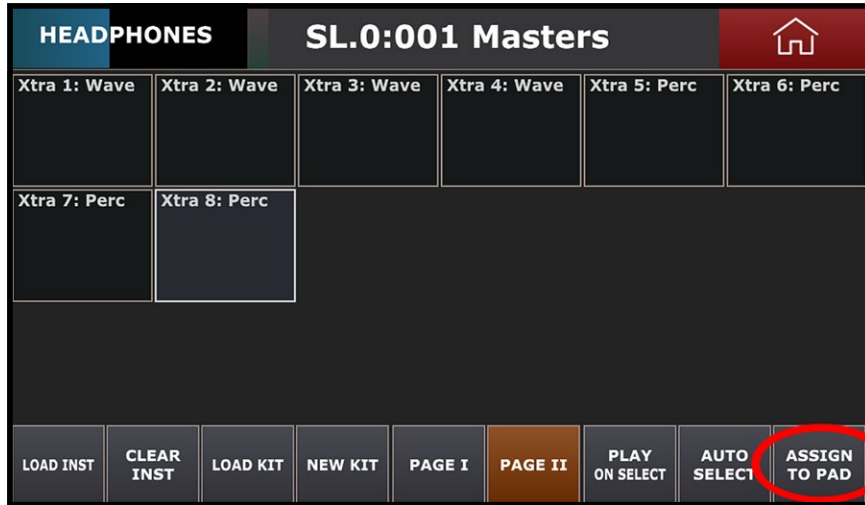 HEADPHONES SL.0:001 Masters
Xtra 1: Wave Xtra 2: Wave Xtra 3: Wave Xtra 4: Wave Xtra 5: Perc Xtra 6: Perc
Xtra 7: Perc Xtra 8: Perc
LOAD INST
CLEAR
INST
LOAD KIT
NEW KIT
PAGE I
PAGE II
PLAY
ON SELECT
AUTO
SELECT
ASSIGN
TO PAD